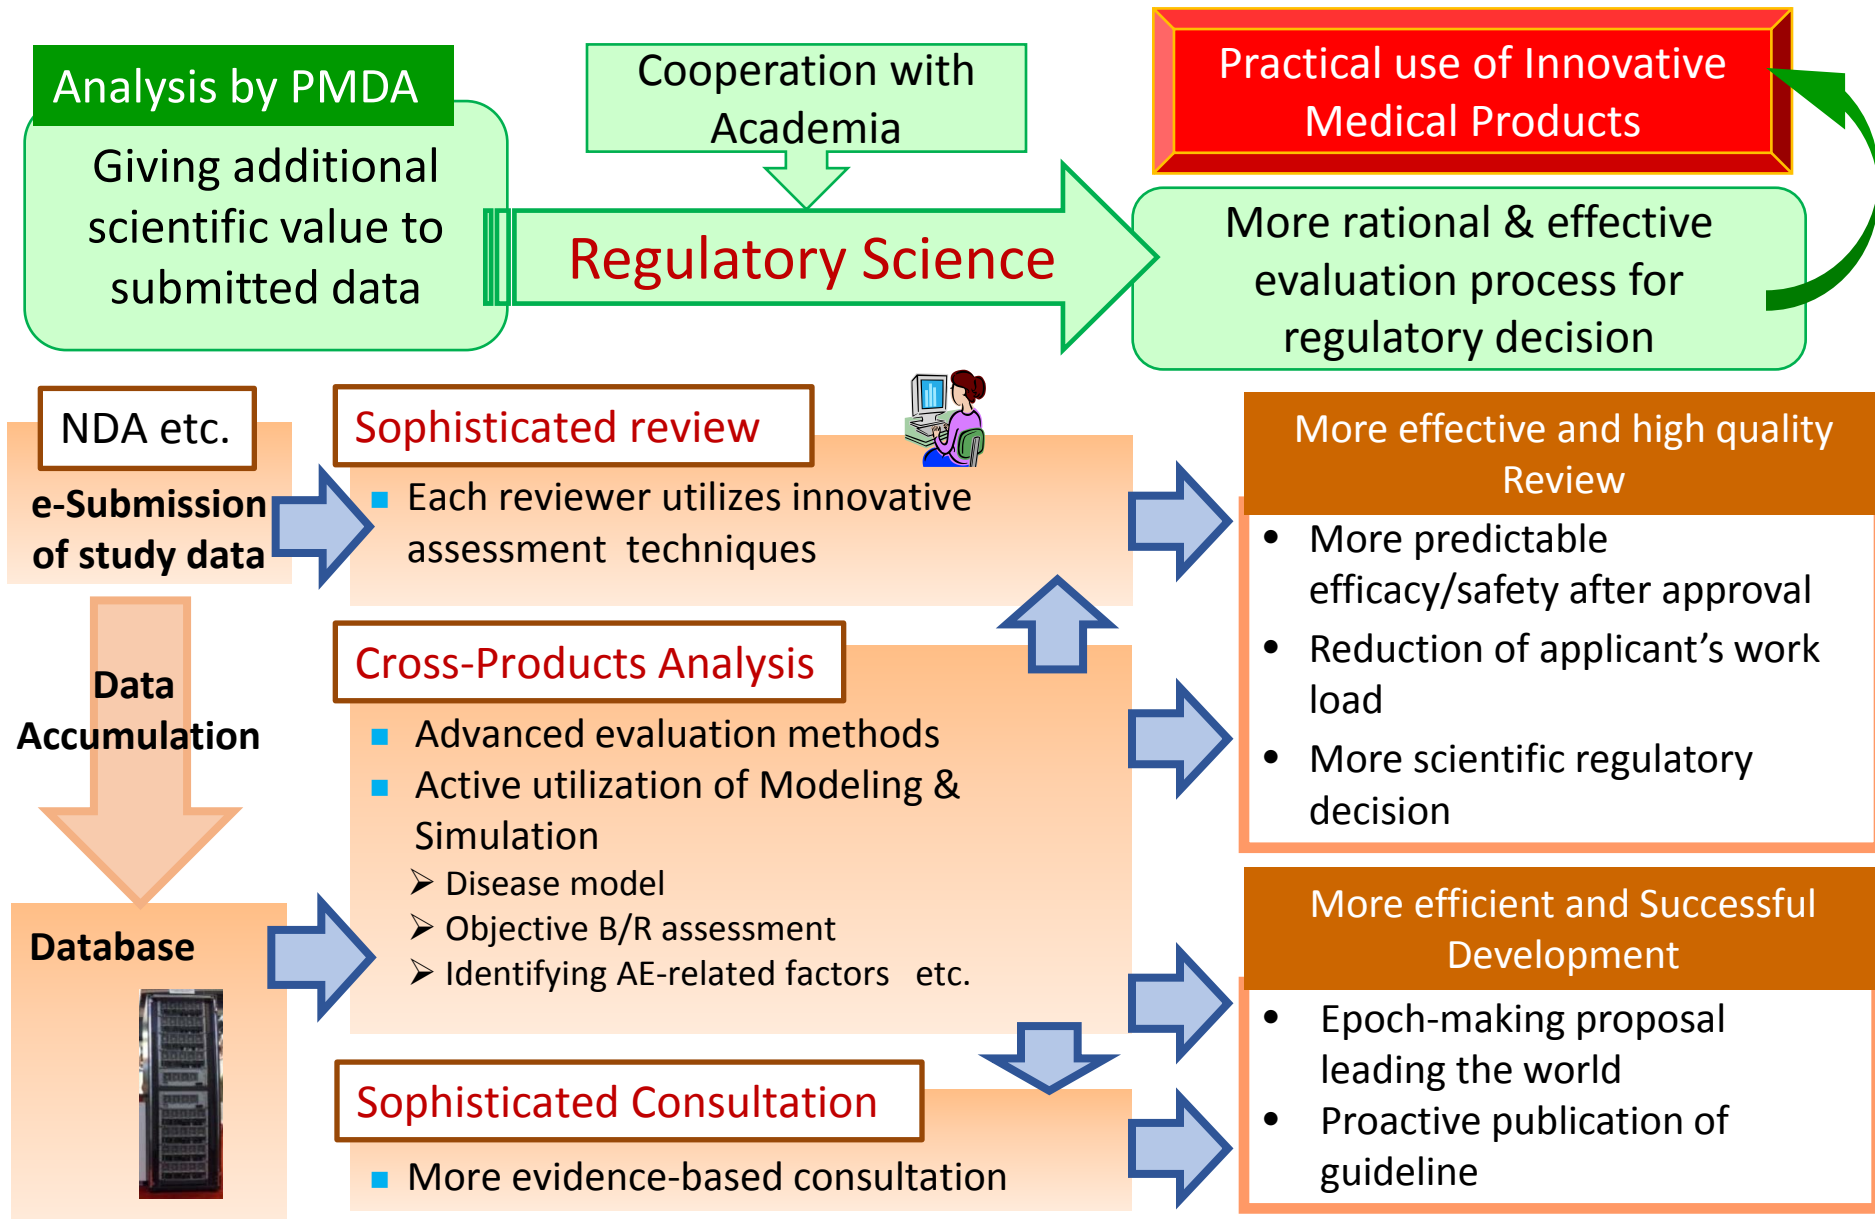 Analysis by PMDA
Giving additional
scientific value to
submitted data
Cooperation with
Academia
Regulatory Science
Practical use of Innovative
Medical Products
More rational & effective
evaluation process for
regulatory decision
NDA etc.
e-Submission
of study data
Data
Accumulation
Database
Sophisticated review
Each reviewer utilizes innovative
assessment techniques
Cross-Products Analysis
Advanced evaluation methods
Active utilization of Modeling &
Simulation
Disease model
Objective B/R assessment
Identifying AE-related factors etc.
Sophisticated Consultation
More evidence-based consultation
More effective and high quality
Review
More predictable
efficacy/safety after approval
Reduction of applicant’s work
load
More scientific regulatory
decision
More efficient and Successful
Development
Epoch-making proposal
leading the world
Proactive publication of
guideline